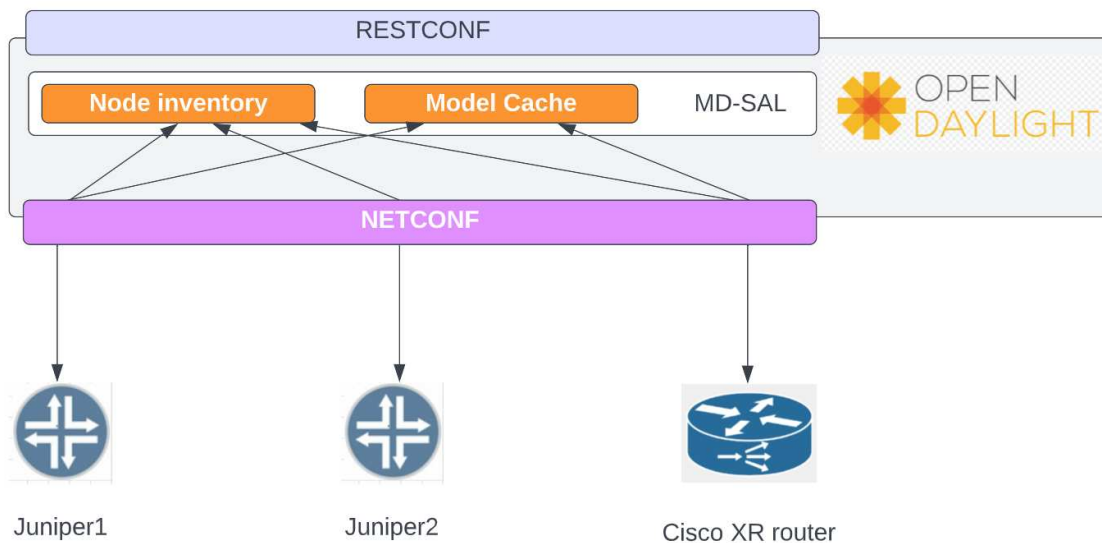 RESTCONF
Node inventory
Model Cache
MD-SAL
OPEN
DAYLIGHT
NETCONF
Juniper1
Juniper2
Cisco XR router